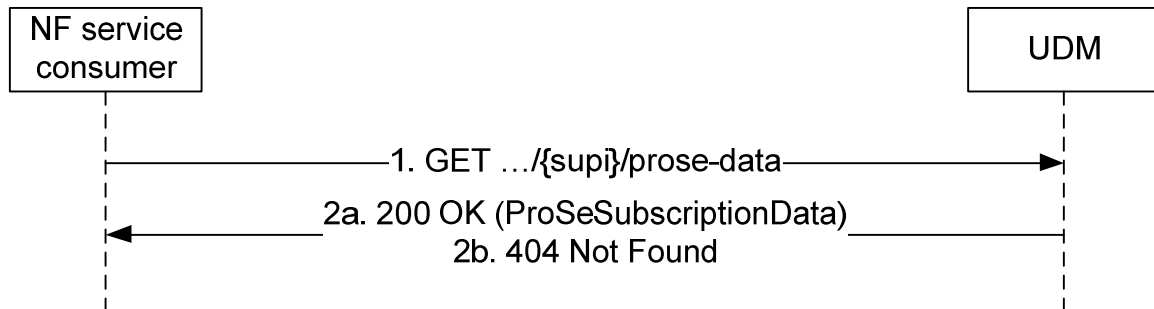 NF service
consumer
UDM
1. GET …/{supi}/prose-data
2a. 200 OK (ProSeSubscriptionData)
2b. 404 Not Found